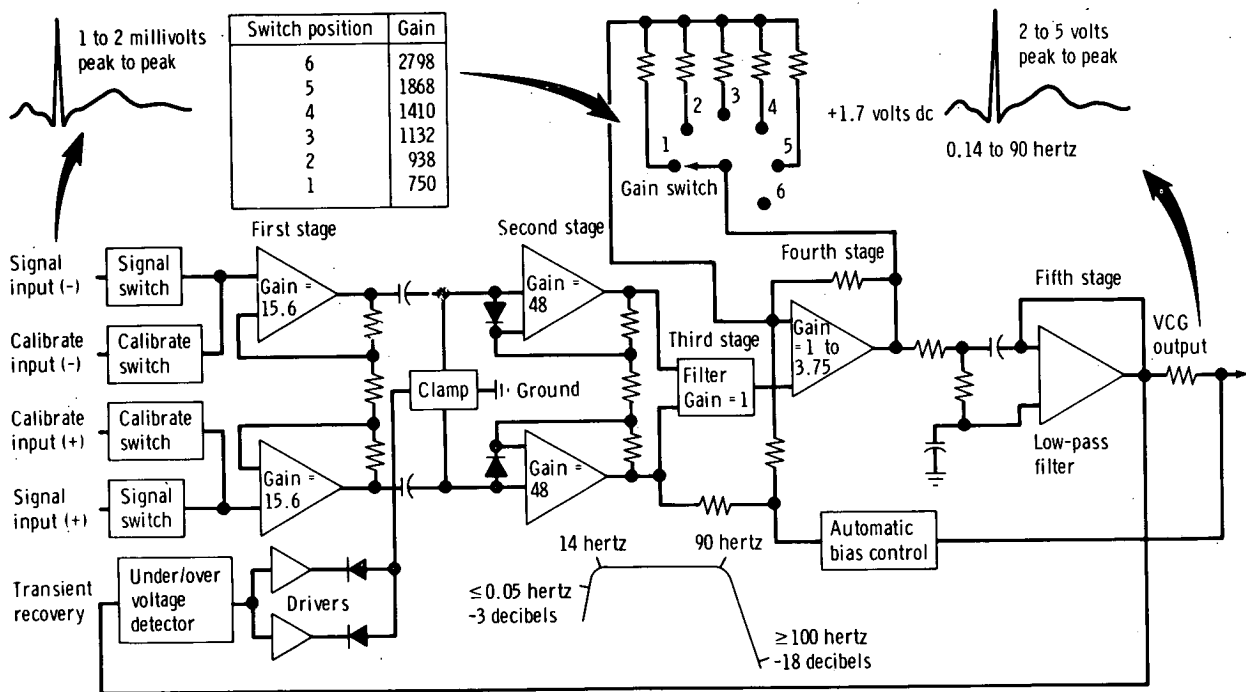 1 to 2 millivolts
peak to peak
Switch position Gain
6 2798
5 1868
4 1410
3 1132
2 938
1 750
1
2
3
4
5
6
Gain switch
+1.7 volts dc
2 to 5 volts
peak to peak
0.14 to 90 hertz
First stage
Second stage
Fourth stage
Fifth stage
Signal
input (-)
Signal
switch
Gain =
15.6
Gain =
48
Third stage
Filter
Gain = 1
Gain
= 1 to
3.75
VCG
output
Calibrate
input (-)
Calibrate
switch
Clamp
Ground
Calibrate
input (+)
Calibrate
switch
Low-pass
filter
Signal
input (+)
Signal
switch
Gain =
15.6
Gain =
48
Automatic
bias control
Transient
recovery
Under/over
voltage
detector
Drivers
14 hertz
90 hertz
≤ 0.05 hertz
-3 decibels
≥ 100 hertz
-18 decibels